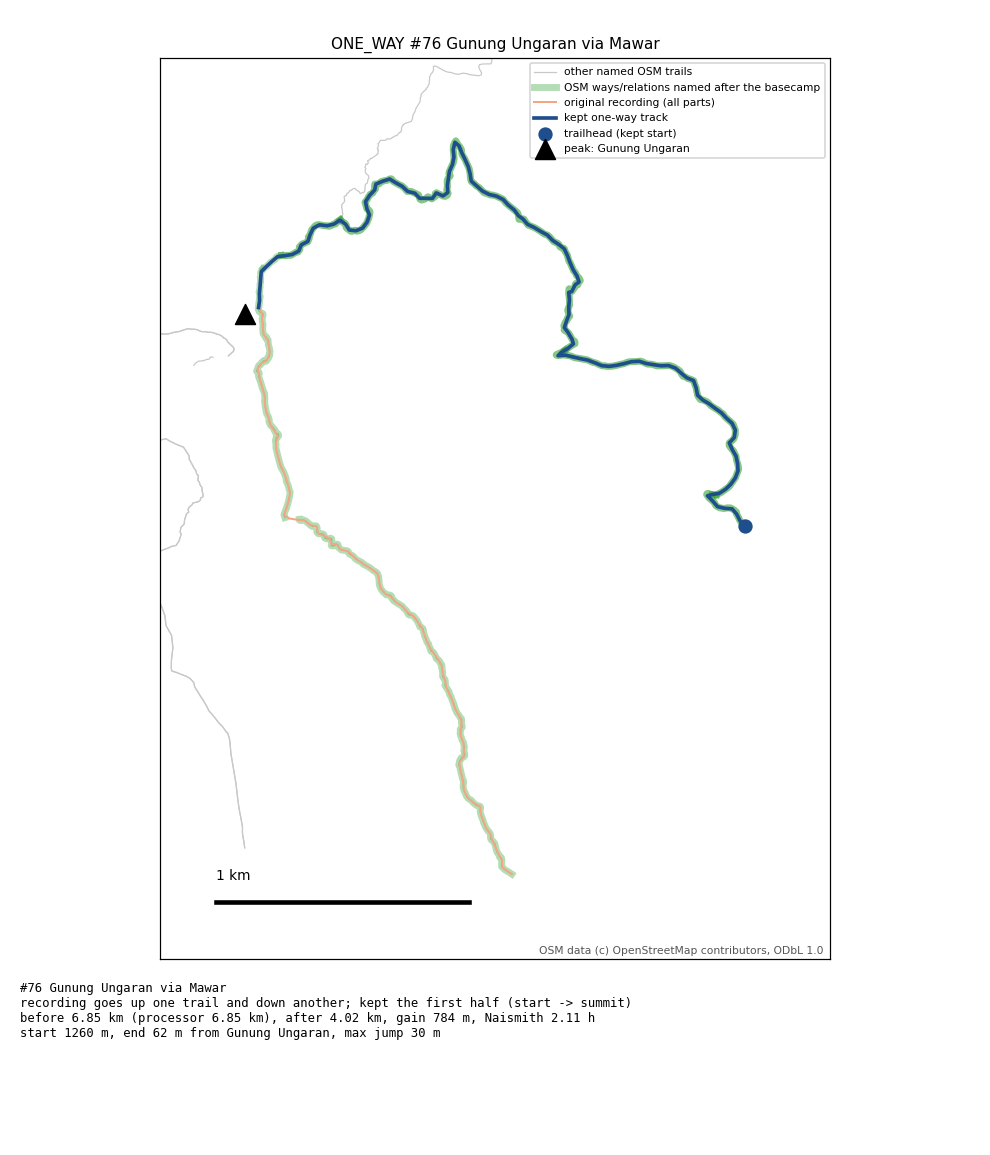 ONE_WAY #76 Gunung Ungaran via Mawar
other named OSM trails
OSM ways/relations named after the basecamp
original recording (all parts)
kept one-way track
trailhead (kept start)
peak: Gunung Ungaran
1 km
OSM data (c) OpenStreetMap contributors, ODbL 1.0
#76 Gunung Ungaran via Mawar
recording goes up one trail and down another; kept the first half (start -> summit)
before 6.85 km (processor 6.85 km), after 4.02 km, gain 784 m, Naismith 2.11 h
start 1260 m, end 62 m from Gunung Ungaran, max jump 30 m